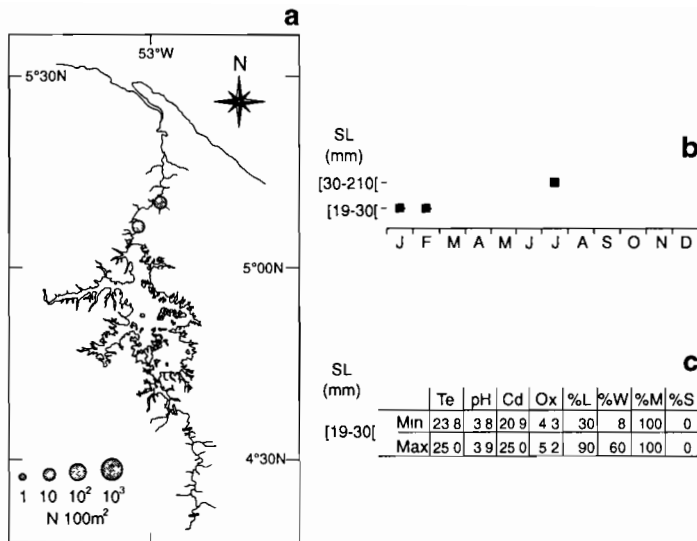 a
53°W
5°30N
N
5°00N
4°30N
1 10 10² 10³
N 100m²
b
SL
(mm)
[30-210[
[19-30[
J F M A M J J A S O N D
c
SL
(mm)
Te pH Cd Ox %L %W %M %S
[19-30[
Min 23 8 3 8 20 9 4 3 30 8 100 0
Max 25 0 3 9 25 0 5 2 90 60 100 0